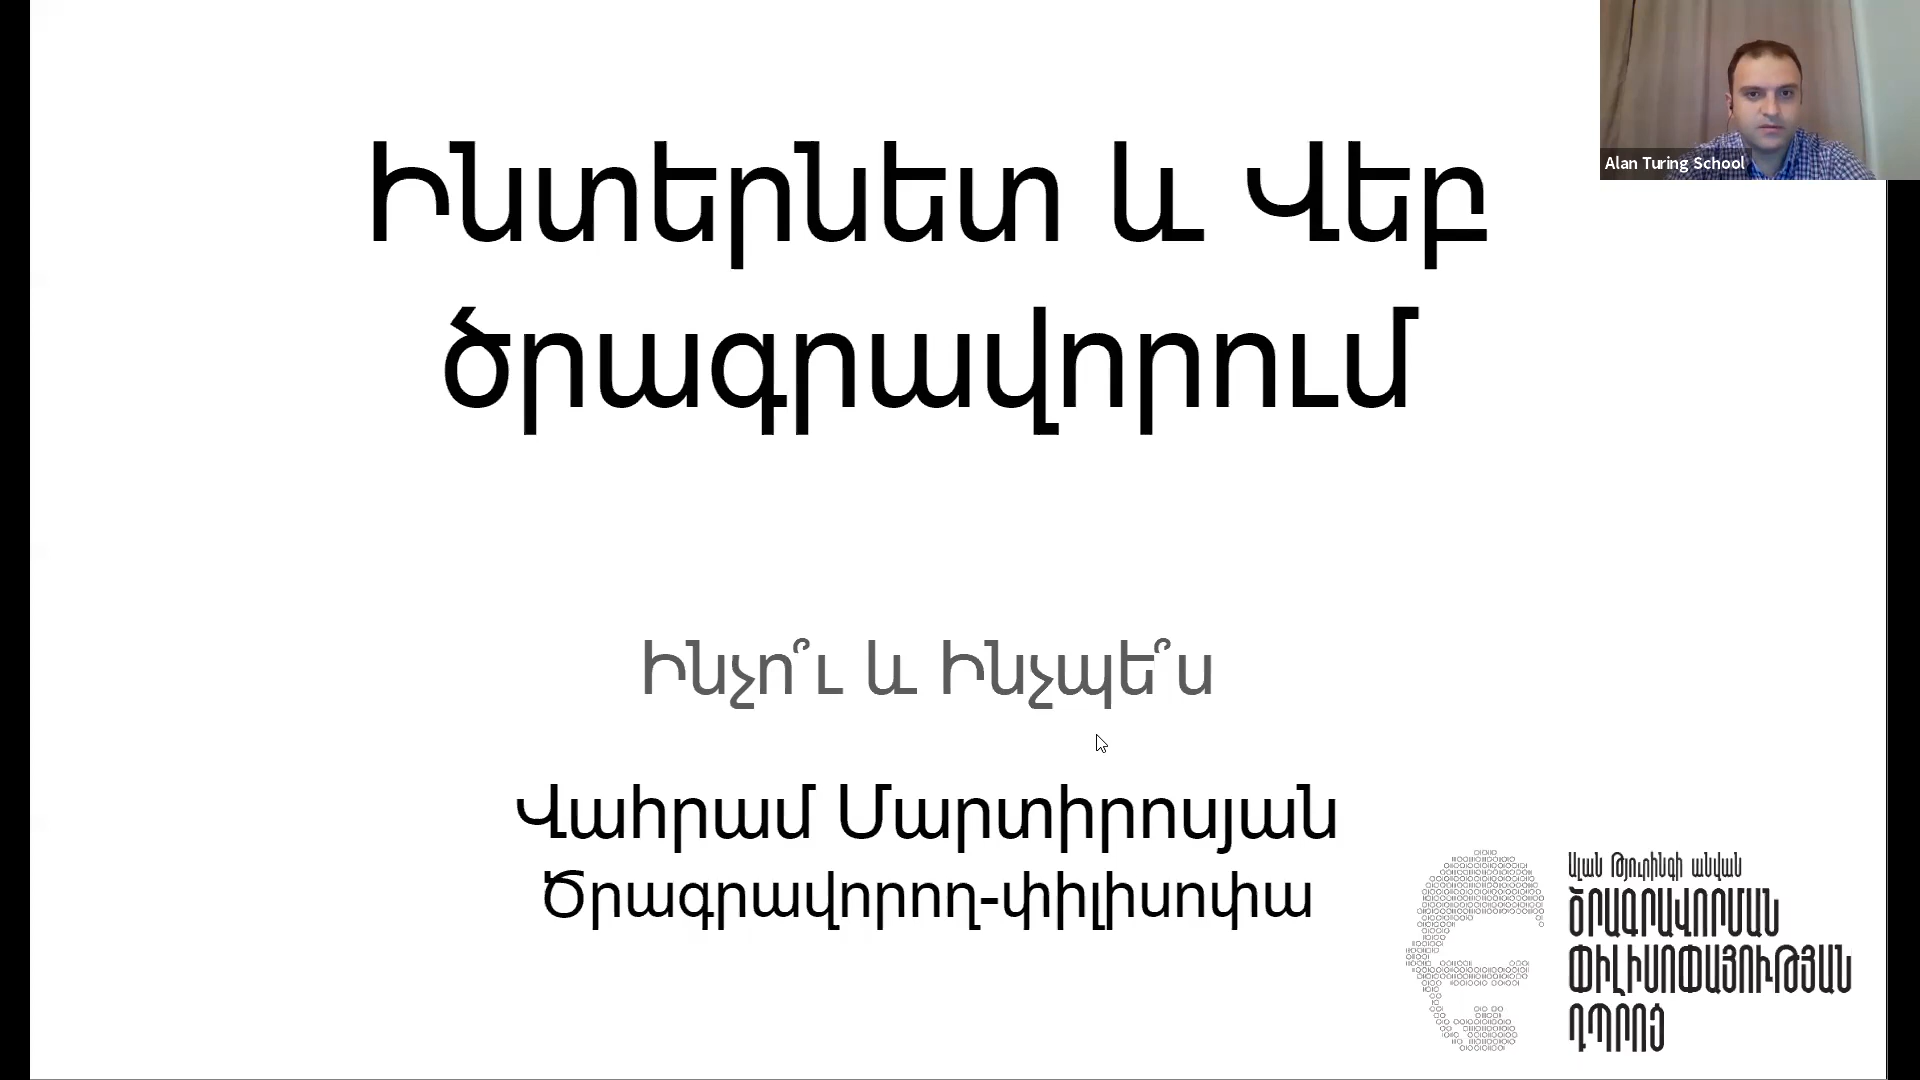 Ինտերնետ և Վեբ
ծրագրավորում
Ինչո՞ւ և Ինչպե՞ս
Վահրամ Մարտիրոսյան
Ծրագրավորող-փիլիսոփա
Alan Turing School
Ալան Թյուրինգի անվան
ԾՐԱԳՐԱՎՈՐՄԱՆ
ՓԻԼԻՍՈՓԱՅՈՒԹՅԱՆ
ԴՊՐՈՑ